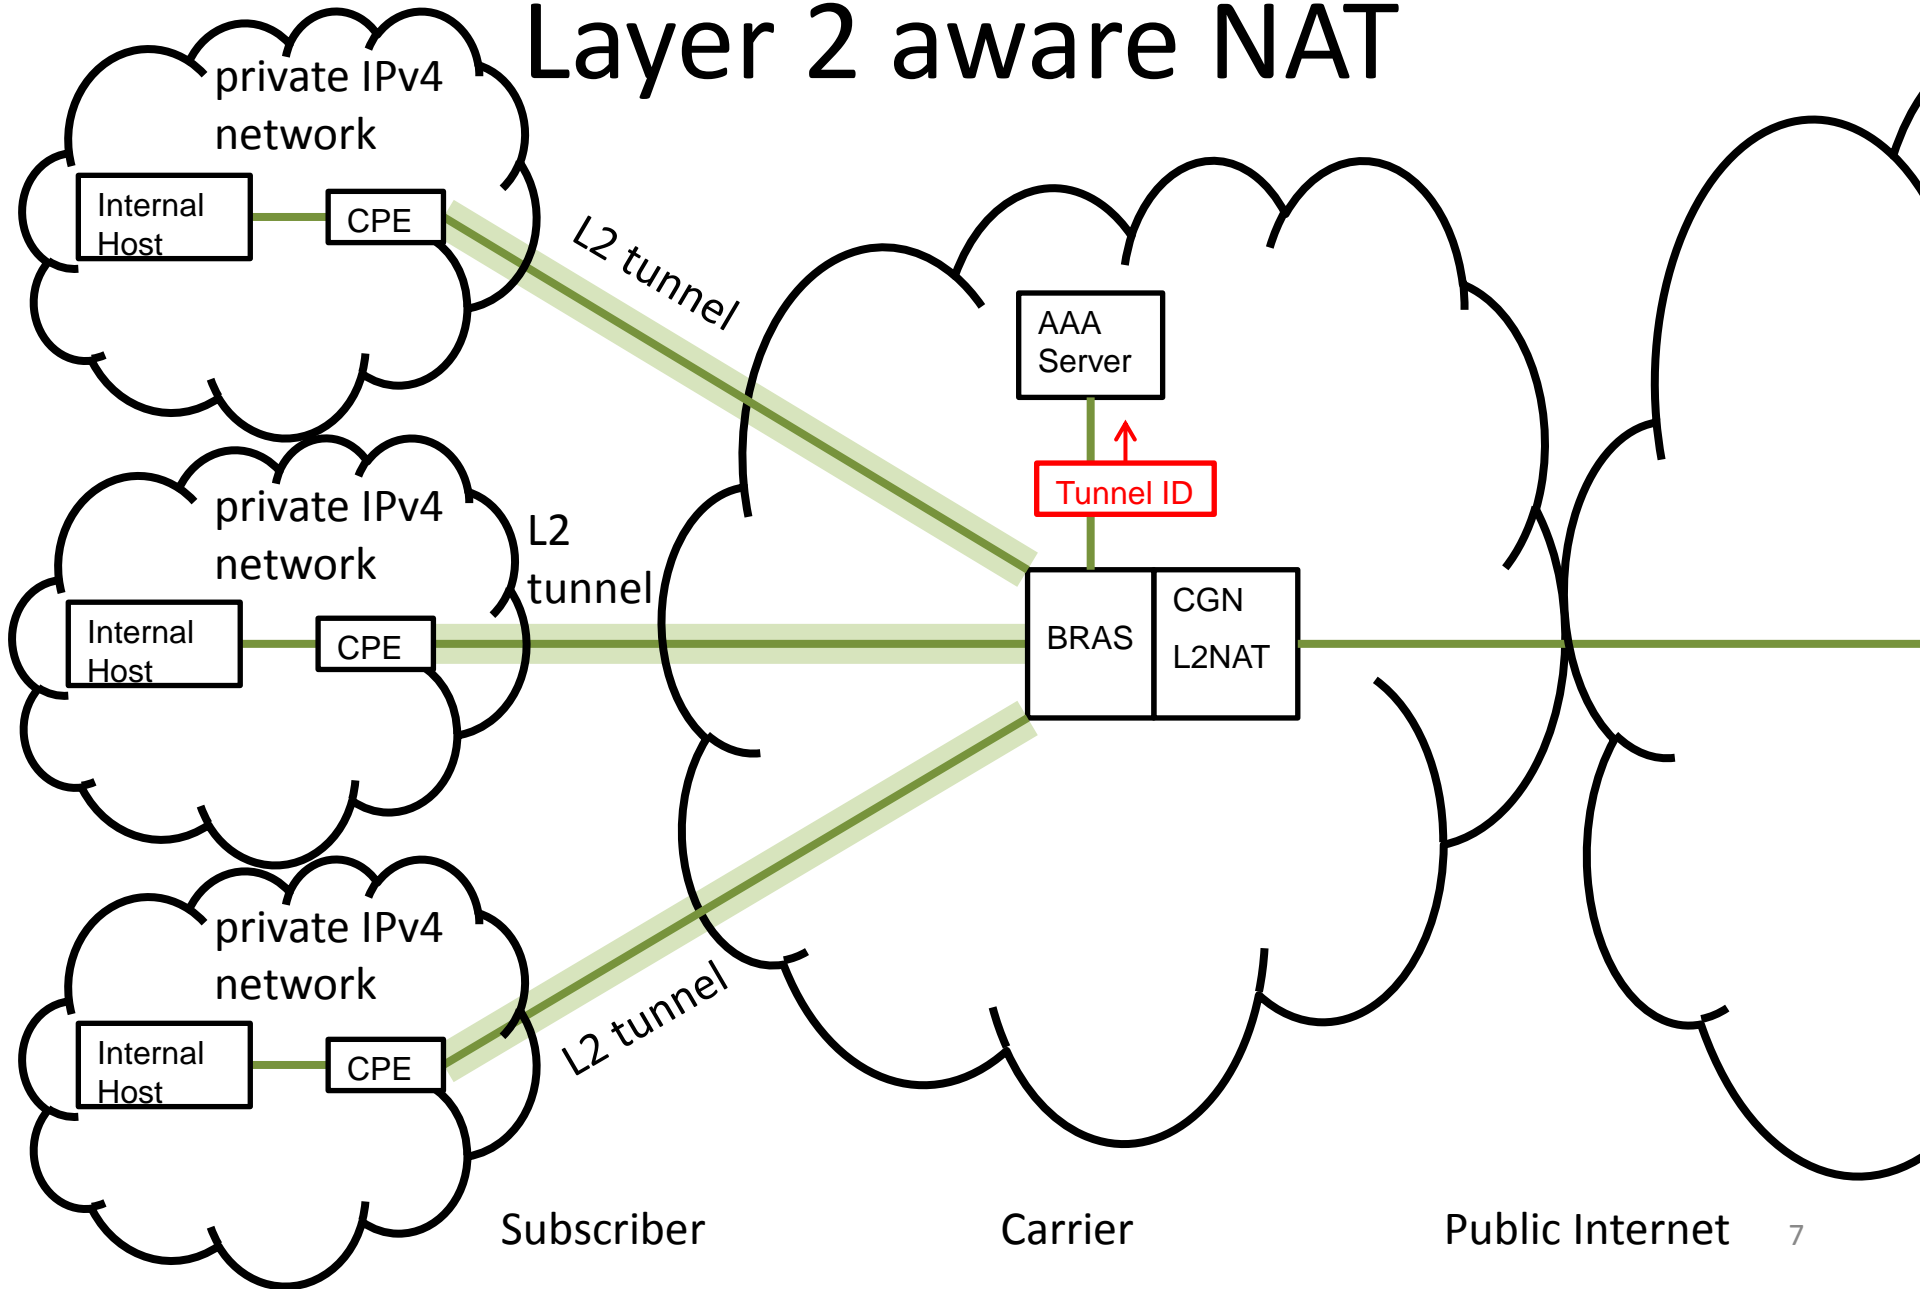 Layer 2 aware NAT
private IPv4
network
Internal
Host
CPE
L2 tunnel
AAA
Server
Tunnel ID
private IPv4
network
L2
tunnel
Internal
Host
CPE
BRAS
CGN
L2NAT
private IPv4
network
Internal
Host
CPE
L2 tunnel
Subscriber
Carrier
Public Internet
7